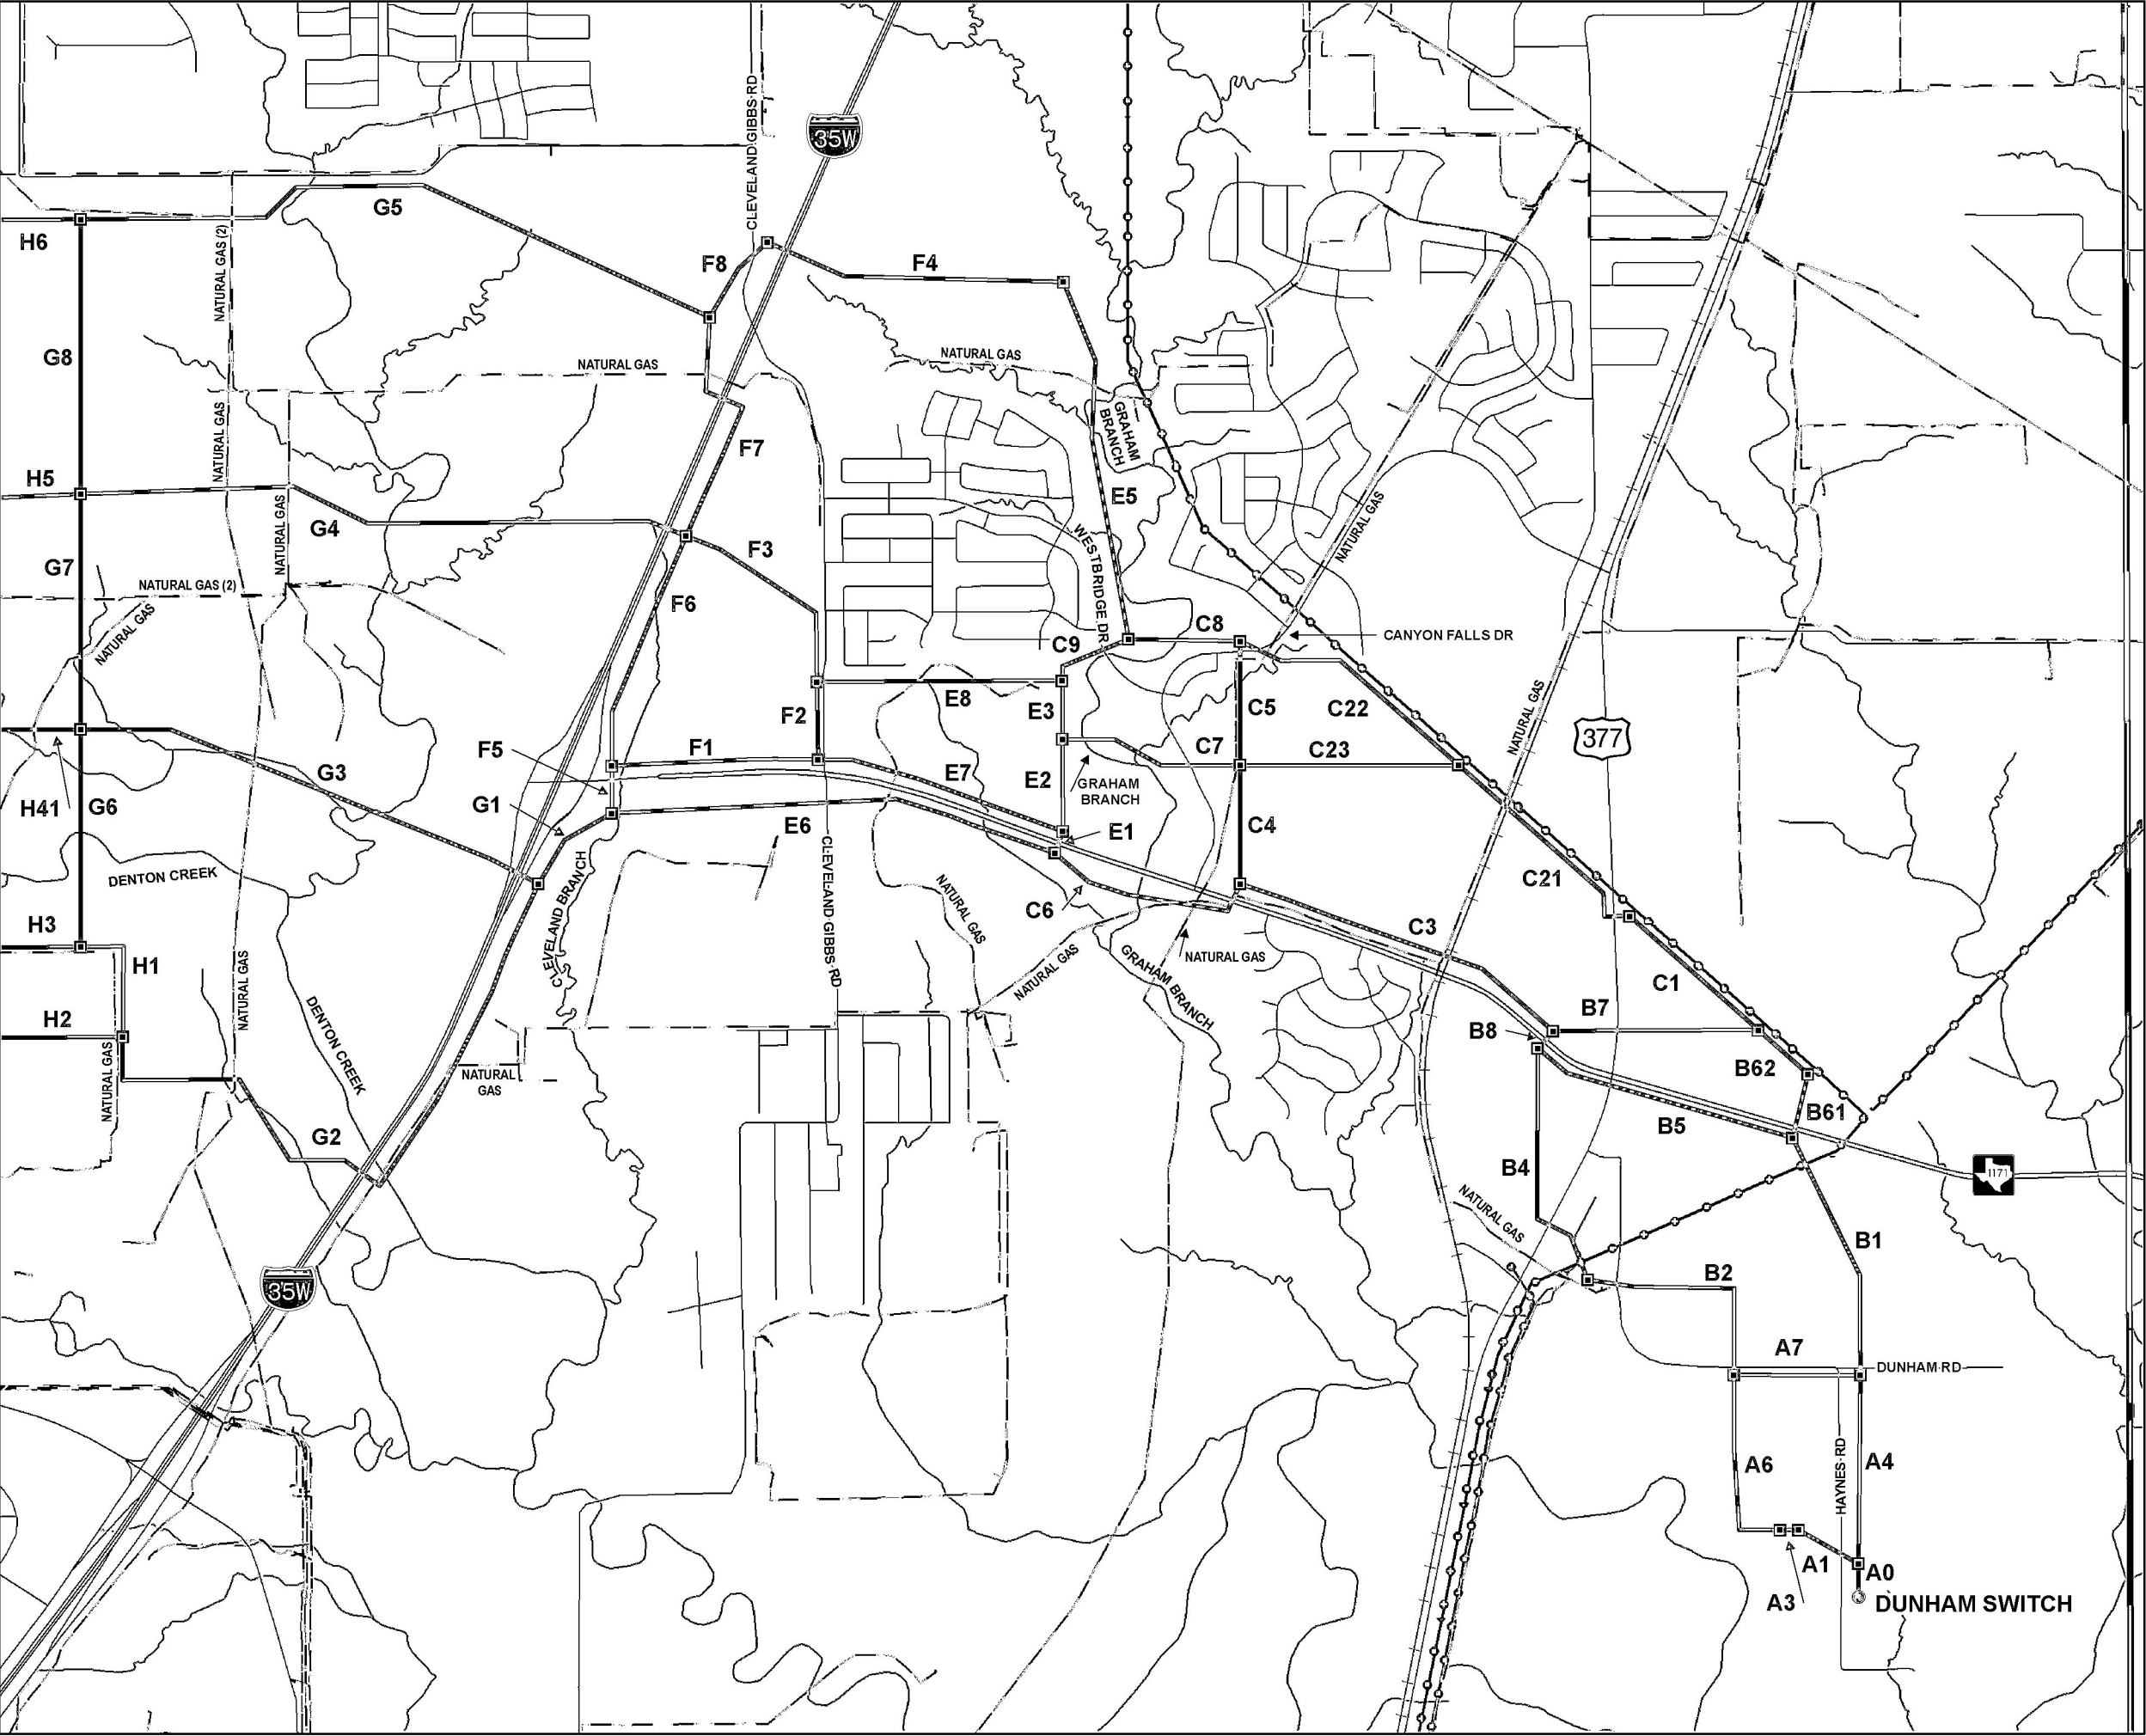 CLEVELAND GIBBS RD
35W
G5
H6
NATURAL GAS (2)
F8
F4
G8
NATURAL GAS
NATURAL GAS
NATURAL GAS
GRAHAM
BRANCH
F7
H5
E5
G4
NATURAL GAS
WESTBRIDGE DR
NATURAL GAS
F3
G7
NATURAL GAS (2)
NATURAL GAS
F6
C9
C8
CANYON FALLS DR
E8
E3
C5
C22
NATURAL GAS
F2
377
F5
F1
E7
C7
C23
G3
E2
GRAHAM
BRANCH
H41
G6
G1
E6
E1
C4
DENTON CREEK
CLEVELAND BRANCH
CLEVELAND GIBBS RD
C21
NATURAL GAS
C6
H3
C3
NATURAL GAS
GRAHAM BRANCH
NATURAL GAS
H1
NATURAL GAS
C1
H2
DENTON CREEK
B7
B8
NATURAL GAS
NATURAL
GAS
B62
B61
B5
G2
B4
1171
NATURAL GAS
B1
B2
35W
A7
DUNHAM RD
A6
HAYNES RD
A4
A1
A0
A3
DUNHAM SWITCH